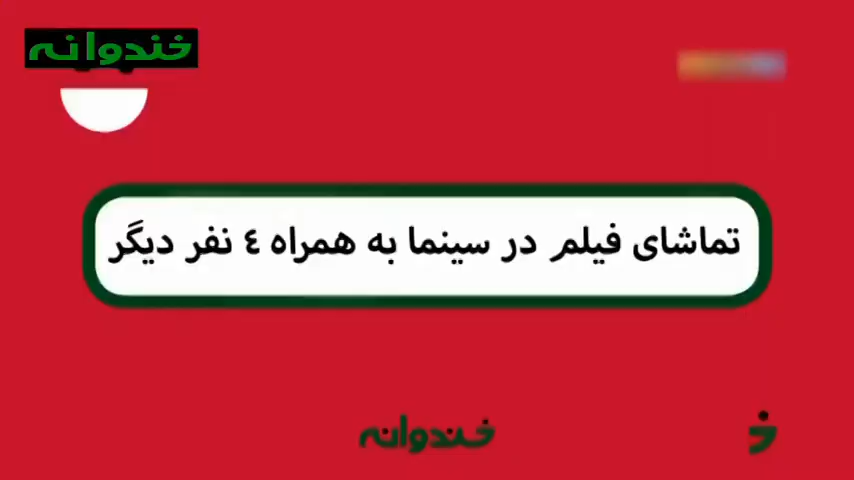 خندوانه
تماشای فیلم در سینما به همراه ٤ نفر دیگر
خندوانه
خ